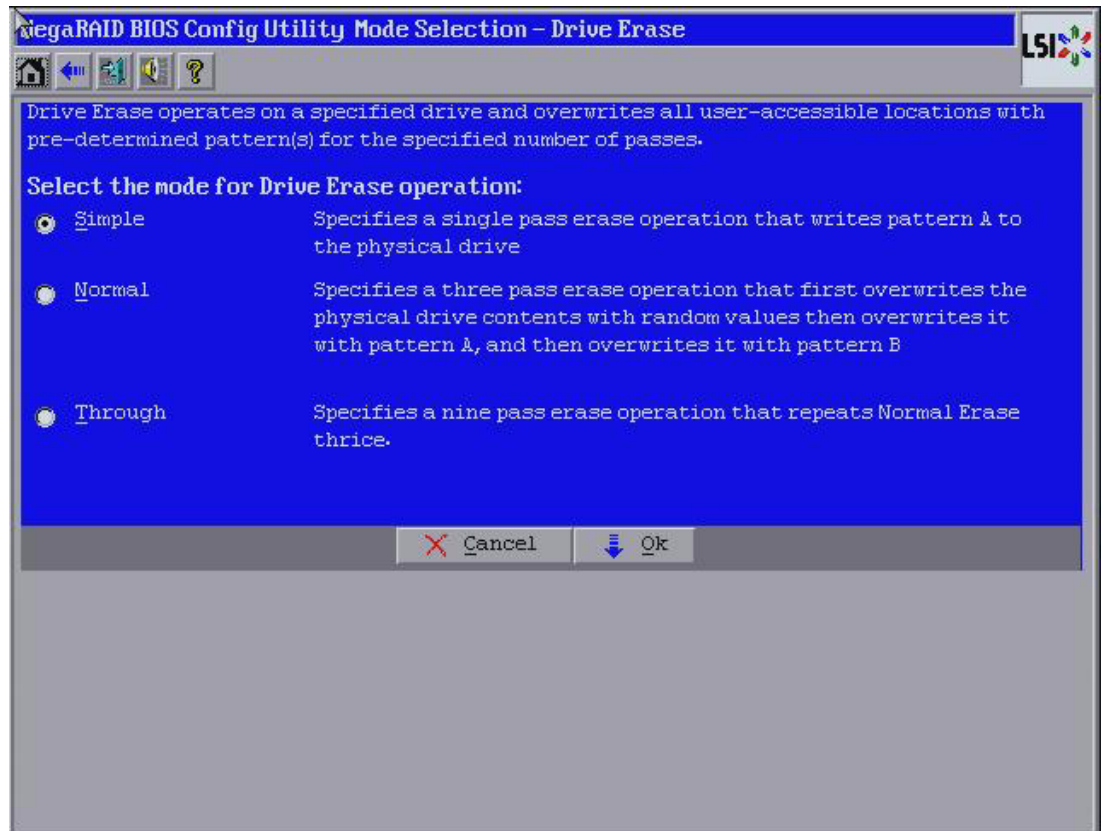 MegaRAID BIOS Config Utility Mode Selection – Drive Erase
LSI
Drive Erase operates on a specified drive and overwrites all user-accessible locations with
pre-determined pattern(s) for the specified number of passes.
Select the mode for Drive Erase operation:
Simple Specifies a single pass erase operation that writes pattern A to
the physical drive
Normal Specifies a three pass erase operation that first overwrites the
physical drive contents with random values then overwrites it
with pattern A, and then overwrites it with pattern B
Through Specifies a nine pass erase operation that repeats Normal Erase
thrice.
Cancel Ok